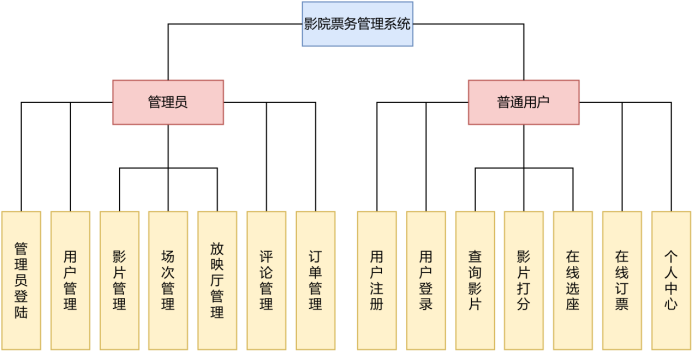 影院票务管理系统
管理员
普通用户
管理员登陆
用户管理
影片管理
场次管理
放映厅管理
评论管理
订单管理
用户注册
用户登录
查询影片
影片打分
在线选座
在线订票
个人中心